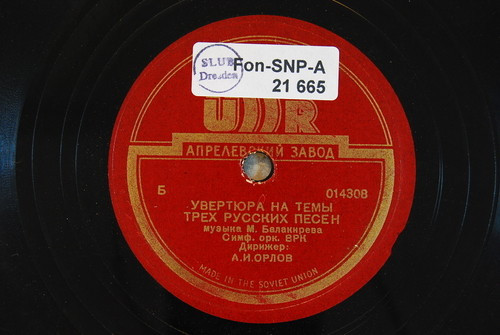 SLUB
Dresden
Fon-SNP-A
21 665
АПРЕЛЕВСКИЙ ЗАВОД
Б
014308
УВЕРТЮРА НА ТЕМЫ
ТРЕХ РУССКИХ ПЕСЕН
музыка М. Балакирева
Симф. орк. ВРК
Дирижер:
А.И.ОРЛОВ
MADE IN THE SOVIET UNION